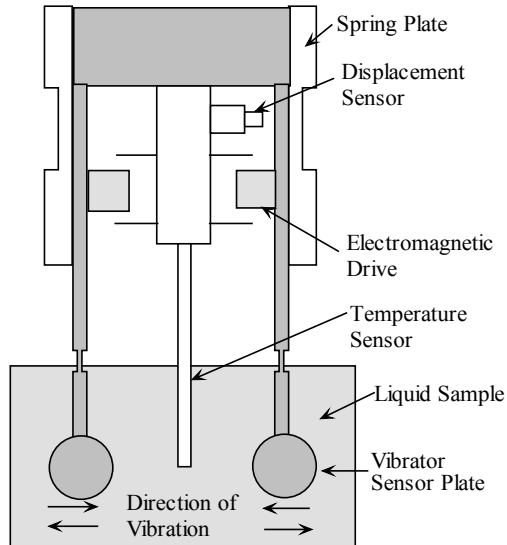 Spring Plate
Displacement
Sensor
Electromagnetic
Drive
Temperature
Sensor
Liquid Sample
Vibrator
Sensor Plate
Direction of
Vibration